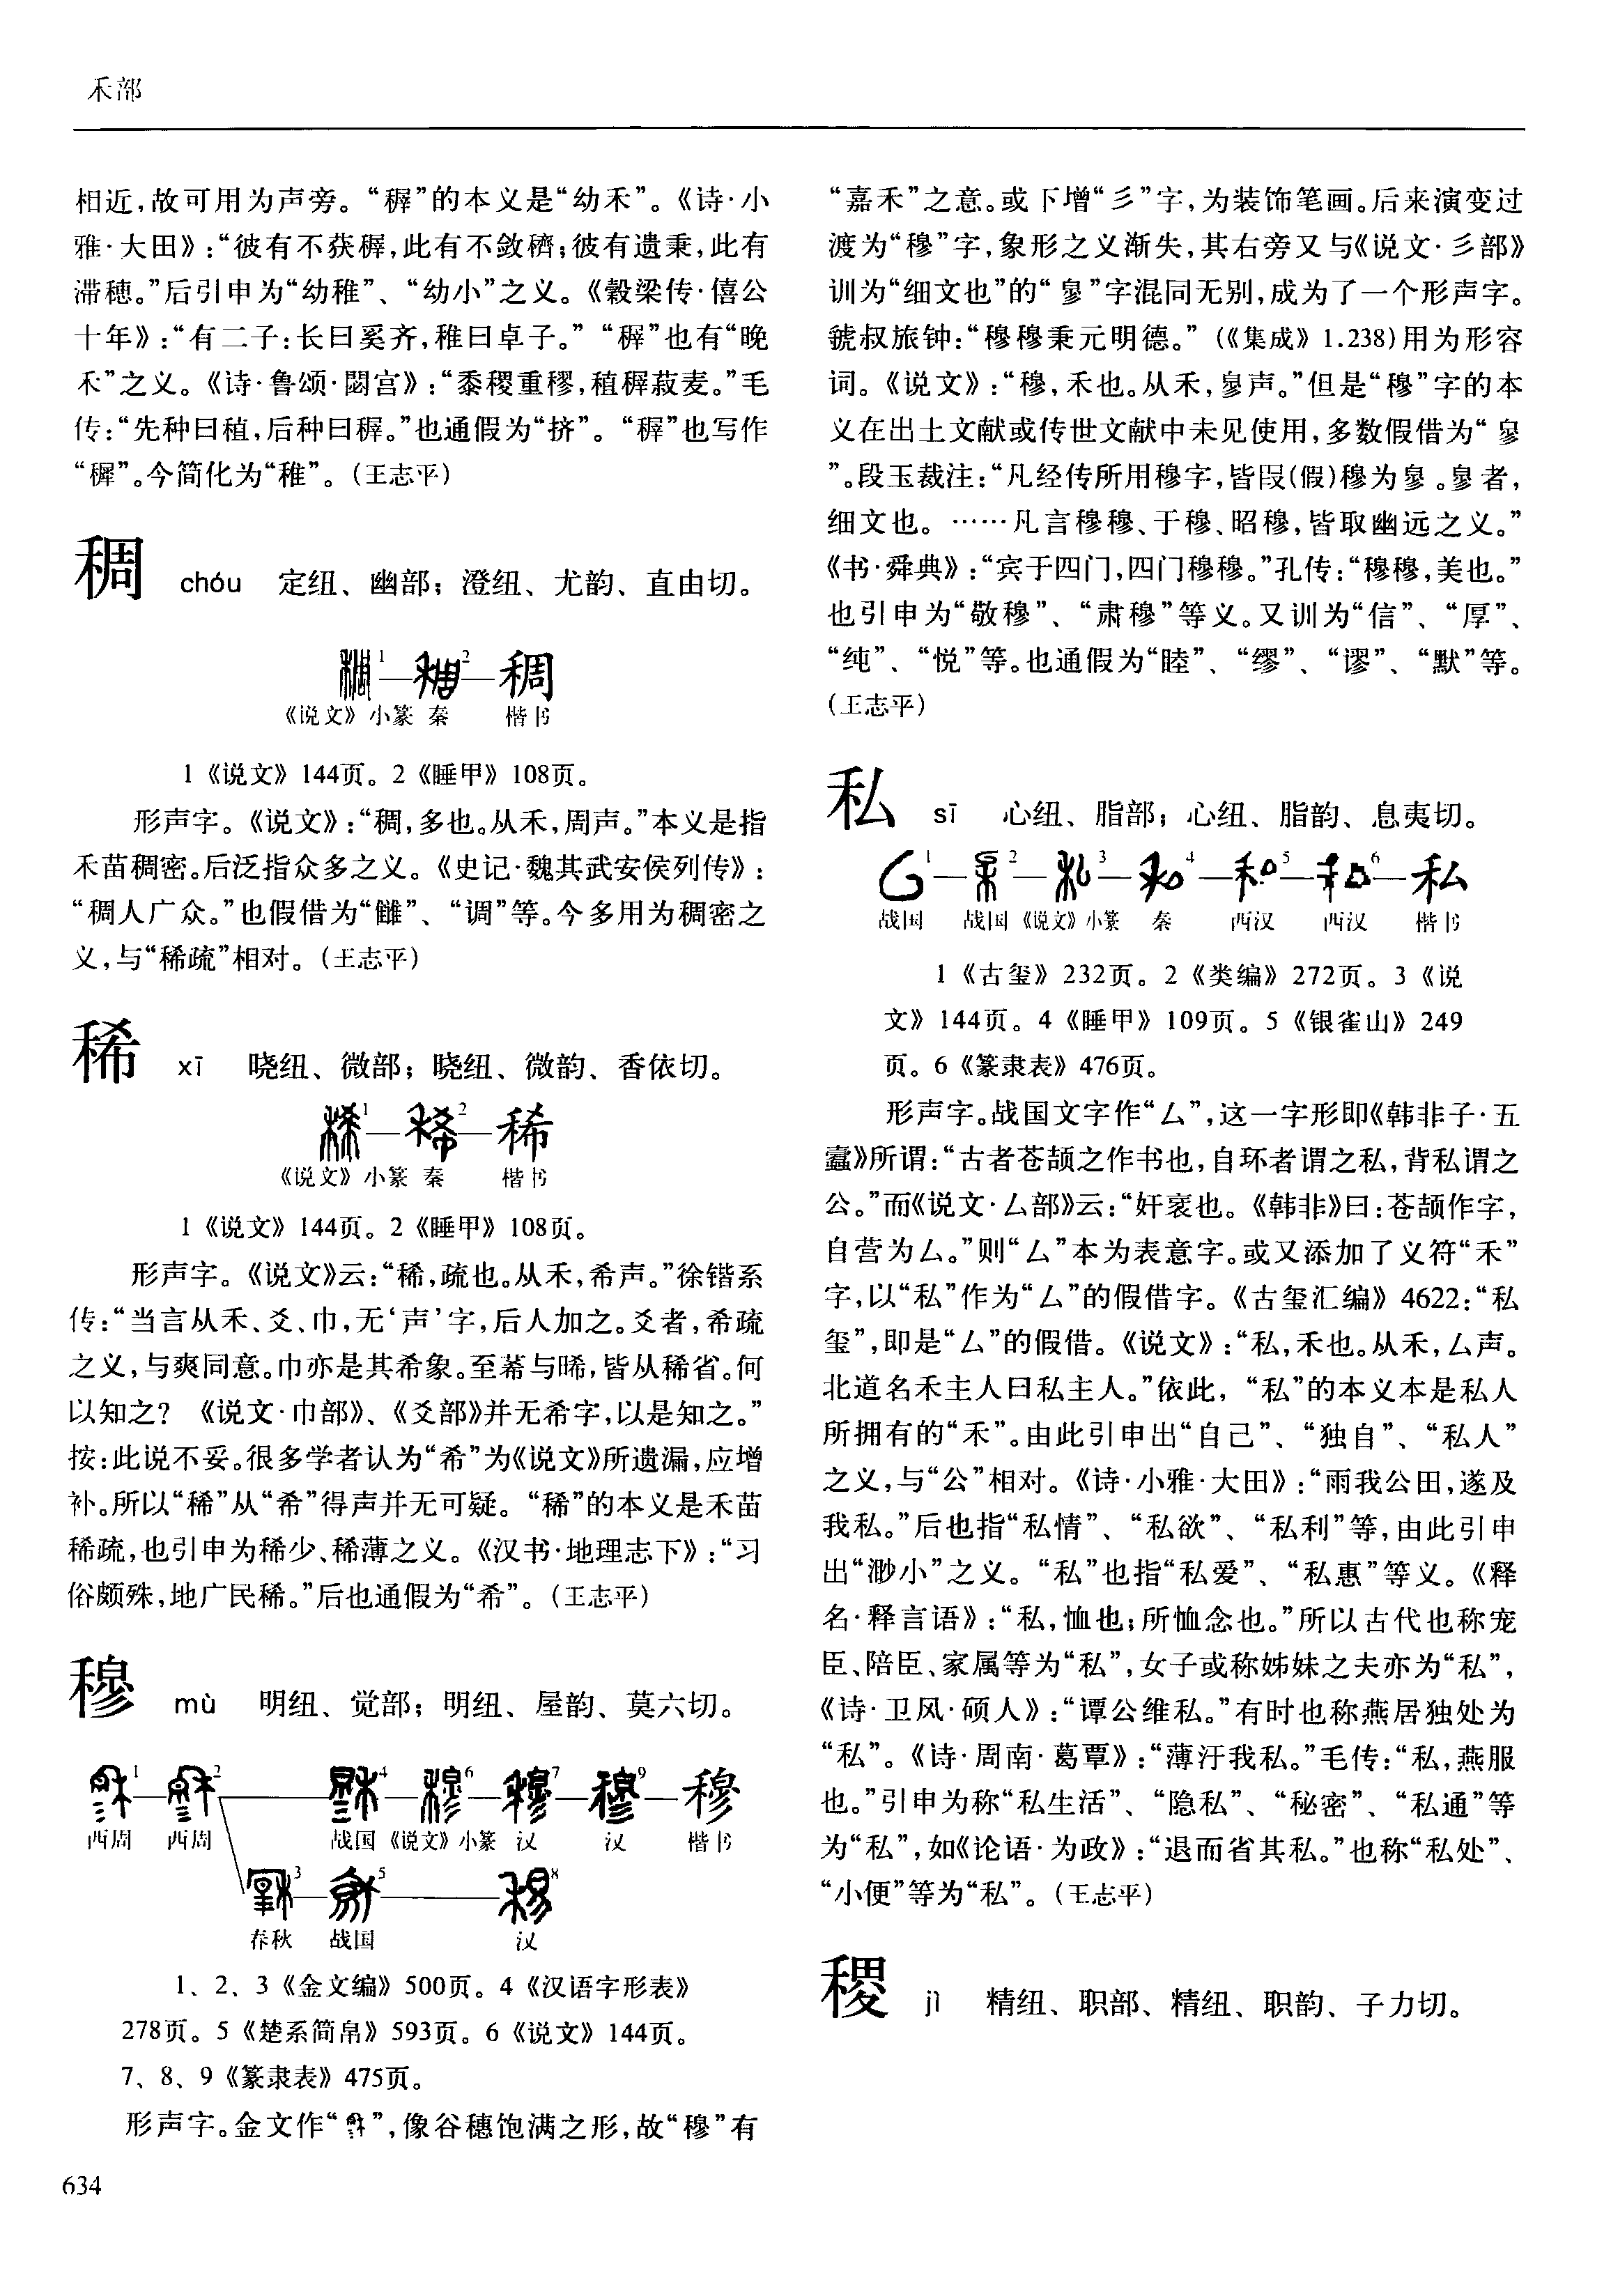 禾部
相近,故可用为声旁。“稺”的本义是“幼禾”。《诗·小
雅·大田》:“彼有不获稺,此有不敛穧;彼有遗秉,此有
滞穗。”后引申为“幼稚”、“幼小”之义。《穀梁传·僖公
十年》:“有二子:长曰奚齐,稚曰卓子。”“稺”也有“晚
禾”之义。《诗·鲁颂·閟宫》:“黍稷重穋,稙稺菽麦。”毛
传:“先种曰稙,后种曰稺。”也通假为“挤”。“稺”也写作
“穉”。今简化为“稚”。(王志平)
稠 chóu 定纽、幽部;澄纽、尤韵、直由切。
1 — 2 — 稠
《说文》小篆 秦 楷书
1《说文》144页。2《睡甲》108页。
形声字。《说文》:“稠,多也。从禾,周声。”本义是指
禾苗稠密。后泛指众多之义。《史记·魏其武安侯列传》:
“稠人广众。”也假借为“雠”、“调”等。今多用为稠密之
义,与“稀疏”相对。(王志平)
稀 xī 晓纽、微部;晓纽、微韵、香依切。
1 — 2 — 稀
《说文》小篆 秦 楷书
1《说文》144页。2《睡甲》108页。
形声字。《说文》云:“稀,疏也。从禾,希声。”徐锴系
传:“当言从禾、爻、巾,无‘声’字,后人加之。爻者,希疏
之义,与爽同意。巾亦是其希象。至莃与晞,皆从稀省。何
以知之?《说文·巾部》、《爻部》并无希字,以是知之。”
按:此说不妥。很多学者认为“希”为《说文》所遗漏,应增
补。所以“稀”从“希”得声并无可疑。“稀”的本义是禾苗
稀疏,也引申为稀少、稀薄之义。《汉书·地理志下》:“习
俗颇殊,地广民稀。”后也通假为“希”。(王志平)
穆 mù 明纽、觉部;明纽、屋韵、莫六切。
1 — 2 — 4 — 6 — 7 — 9 — 穆
西周 西周 战国 《说文》小篆 汉 汉 楷书
3 — 5 — 8
春秋 战国 汉
1、2、3《金文编》500页。4《汉语字形表》
278页。5《楚系简帛》593页。6《说文》144页。
7、8、9《篆隶表》475页。
形声字。金文作“”,像谷穗饱满之形,故“穆”有
“嘉禾”之意。或下增“彡”字,为装饰笔画。后来演变过
渡为“穆”字,象形之义渐失,其右旁又与《说文·彡部》
训为“细文也”的“㣎”字混同无别,成为了一个形声字。
虢叔旅钟:“穆穆秉元明德。”(《集成》1.238)用为形容
词。《说文》:“穆,禾也。从禾,㣎声。”但是“穆”字的本
义在出土文献或传世文献中未见使用,多数假借为“㣎
”。段玉裁注:“凡经传所用穆字,皆叚(假)穆为㣎。㣎者,
细文也。……凡言穆穆、于穆、昭穆,皆取幽远之义。”
《书·舜典》:“宾于四门,四门穆穆。”孔传:“穆穆,美也。”
也引申为“敬穆”、“肃穆”等义。又训为“信”、“厚”、
“纯”、“悦”等。也通假为“睦”、“缪”、“谬”、“默”等。
(王志平)
私 sī 心纽、脂部;心纽、脂韵、息夷切。
1 — 2 — 3 — 4 — 5 — 6 — 私
战国 战国 《说文》小篆 秦 西汉 西汉 楷书
1《古玺》232页。2《类编》272页。3《说
文》144页。4《睡甲》109页。5《银雀山》249
页。6《篆隶表》476页。
形声字。战国文字作“厶”,这一字形即《韩非子·五
蠹》所谓:“古者苍颉之作书也,自环者谓之私,背私谓之
公。”而《说文·厶部》云:“奸衺也。《韩非》曰:苍颉作字,
自营为厶。”则“厶”本为表意字。或又添加了义符“禾”
字,以“私”作为“厶”的假借字。《古玺汇编》4622:“私
玺”,即是“厶”的假借。《说文》:“私,禾也。从禾,厶声。
北道名禾主人曰私主人。”依此,“私”的本义本是私人
所拥有的“禾”。由此引申出“自己”、“独自”、“私人”
之义,与“公”相对。《诗·小雅·大田》:“雨我公田,遂及
我私。”后也指“私情”、“私欲”、“私利”等,由此引申
出“渺小”之义。“私”也指“私爱”、“私惠”等义。《释
名·释言语》:“私,恤也;所恤念也。”所以古代也称宠
臣、陪臣、家属等为“私”,女子或称姊妹之夫亦为“私”,
《诗·卫风·硕人》:“谭公维私。”有时也称燕居独处为
“私”。《诗·周南·葛覃》:“薄汙我私。”毛传:“私,燕服
也。”引申为称“私生活”、“隐私”、“秘密”、“私通”等
为“私”,如《论语·为政》:“退而省其私。”也称“私处”、
“小便”等为“私”。(王志平)
稷 jì 精纽、职部、精纽、职韵、子力切。
634